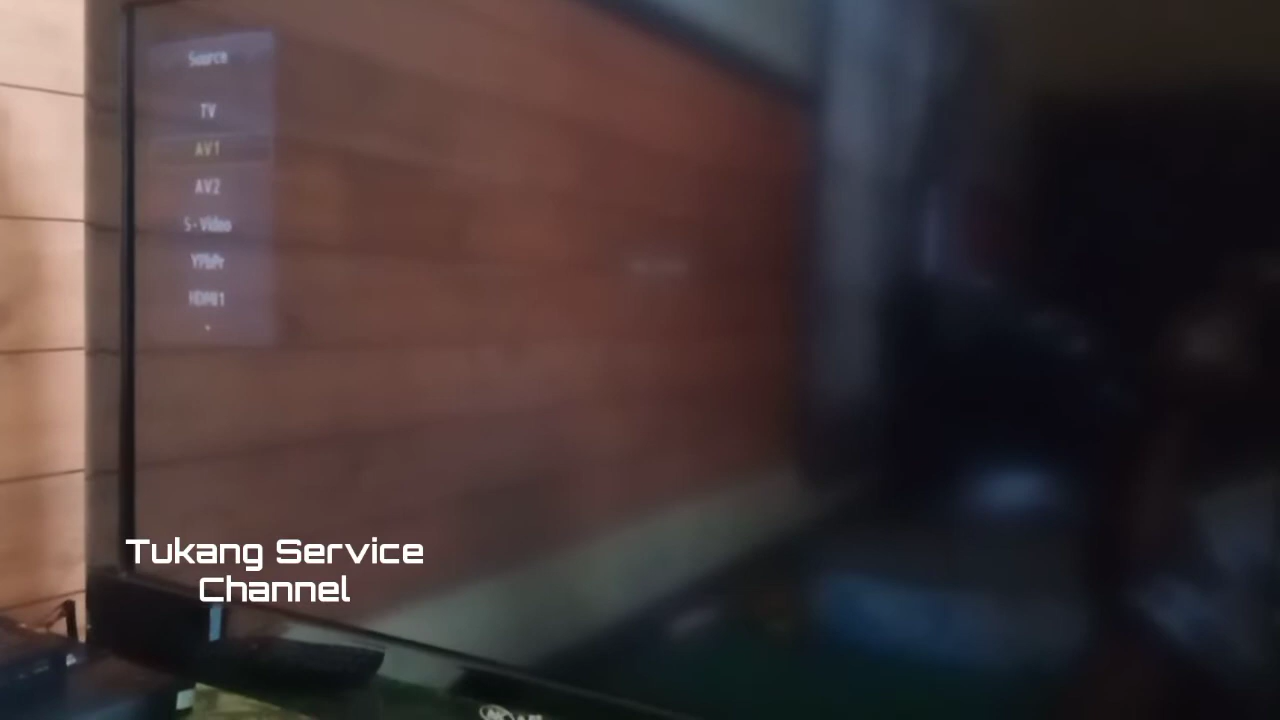 Source
TV
AV1
AV2
S-Video
YPbPr
HDMI1
Tukang Service
Channel